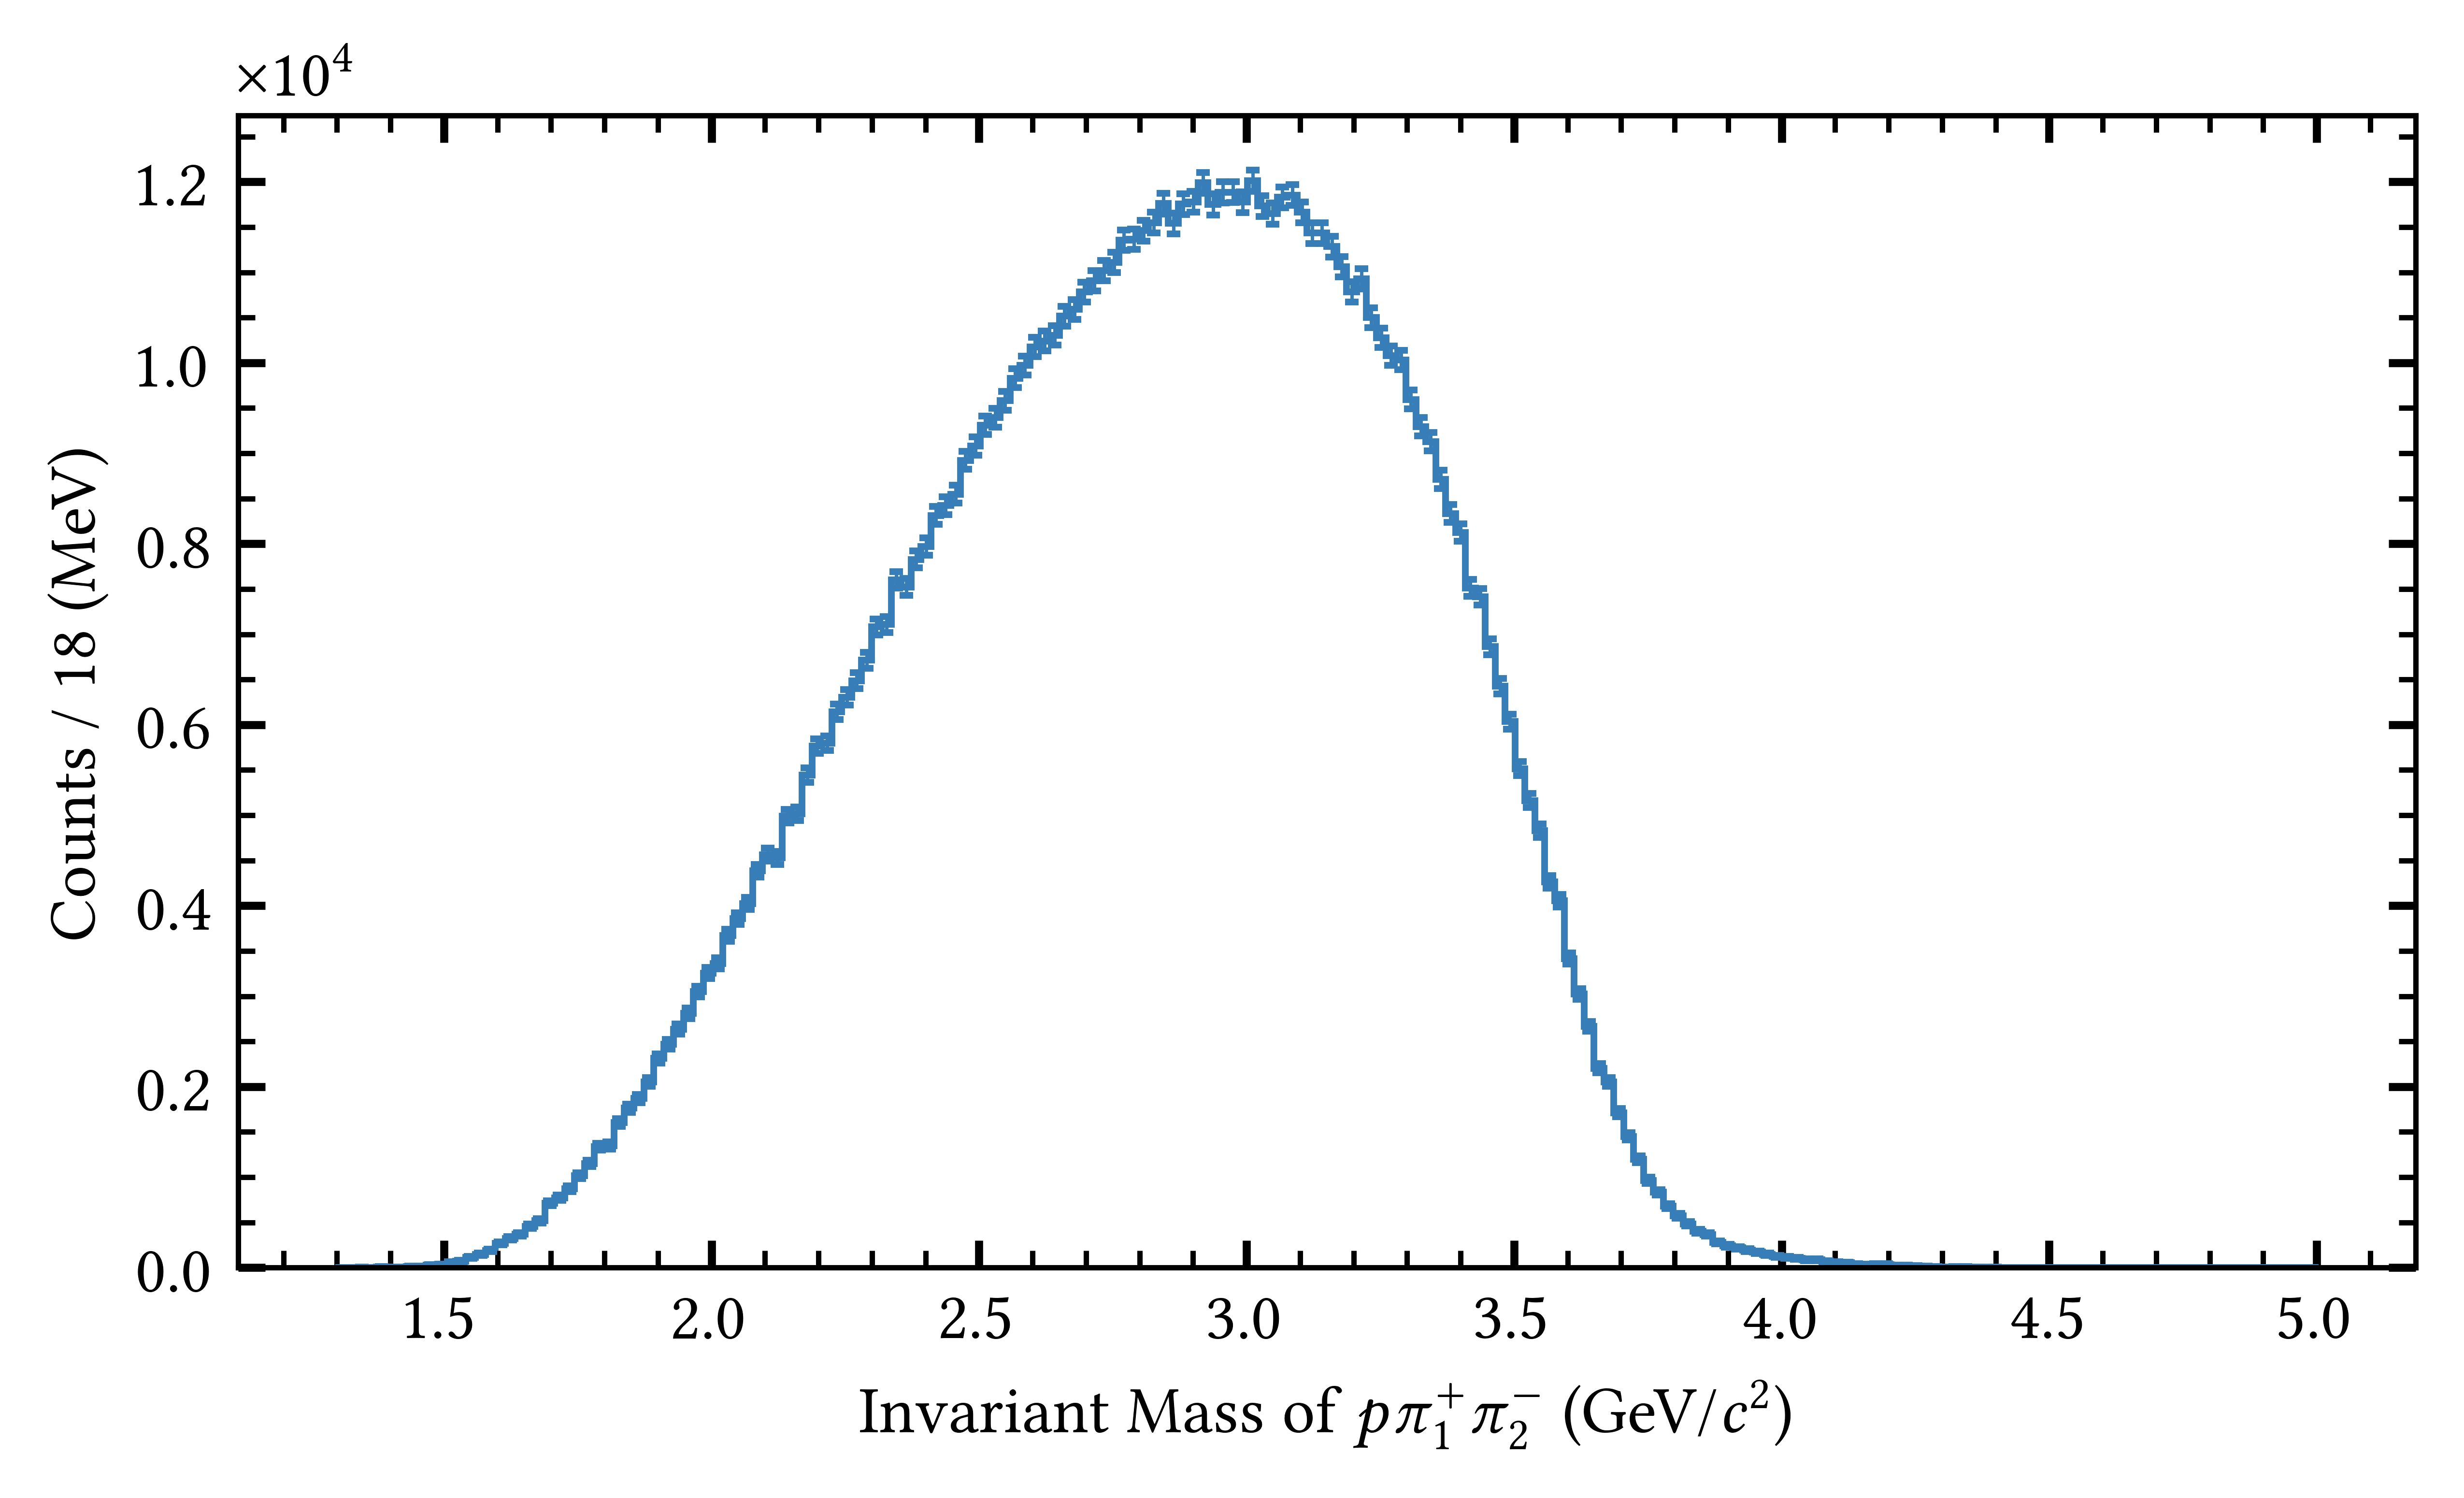 ×10⁴
1.2
1.0
0.8
0.6
0.4
0.2
0.0
Counts / 18 (MeV)
1.5 2.0 2.5 3.0 3.5 4.0 4.5 5.0
Invariant Mass of pπ₁⁺π₂⁻ (GeV/c²)